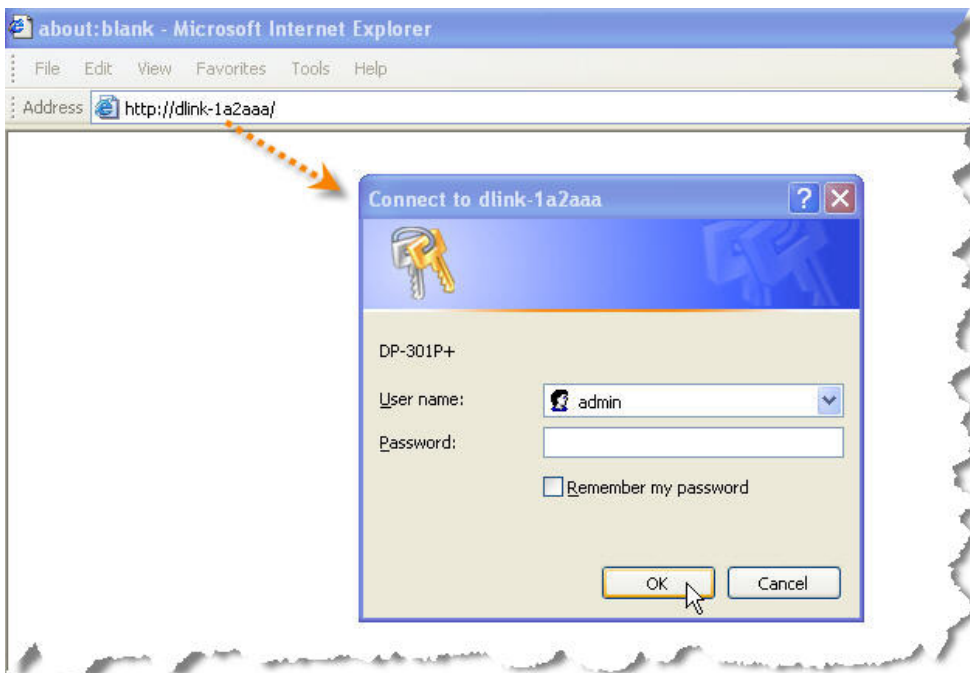 about:blank - Microsoft Internet Explorer
File Edit View Favorites Tools Help
Address http://dlink-1a2aaa/
Connect to dlink-1a2aaa
DP-301P+
User name: admin
Password:
Remember my password
OK Cancel